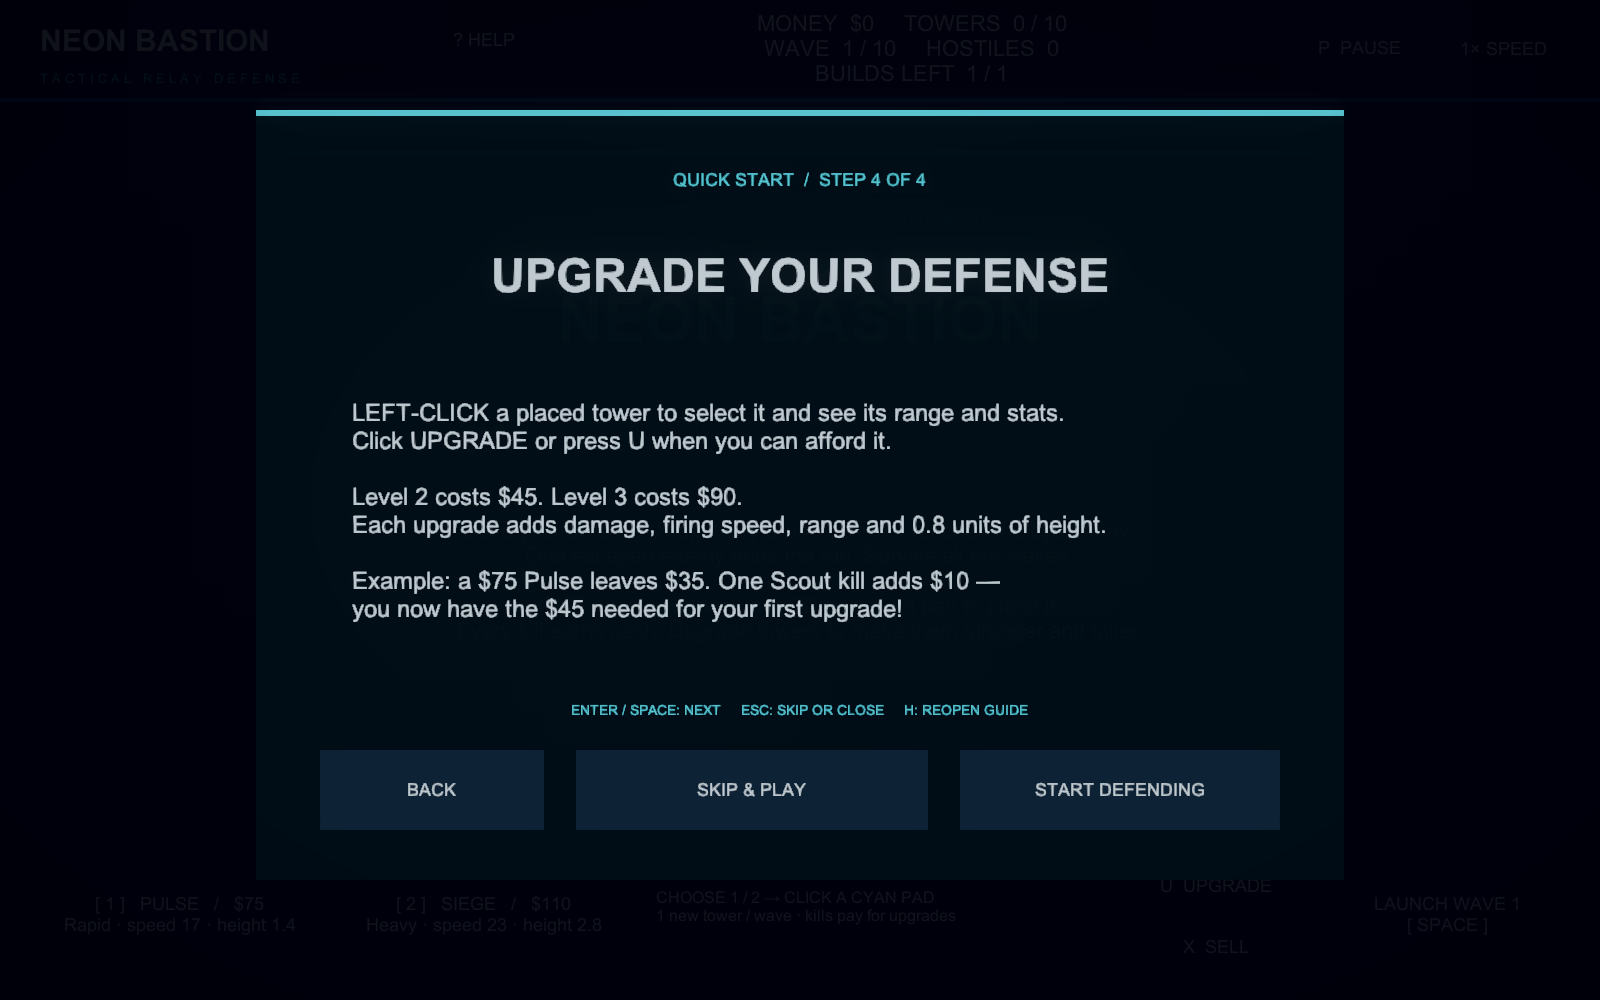 NEON BASTION
TACTICAL RELAY DEFENSE
? HELP
MONEY $0 TOWERS 0 / 10
WAVE 1 / 10 HOSTILES 0
BUILDS LEFT 1 / 1
P PAUSE
1× SPEED
QUICK START / STEP 4 OF 4
UPGRADE YOUR DEFENSE
NEON BASTION
LEFT-CLICK a placed tower to select it and see its range and stats.
Click UPGRADE or press U when you can afford it.
Level 2 costs $45. Level 3 costs $90.
Each upgrade adds damage, firing speed, range and 0.8 units of height.
Example: a $75 Pulse leaves $35. One Scout kill adds $10 —
you now have the $45 needed for your first upgrade!
ENTER / SPACE: NEXT ESC: SKIP OR CLOSE H: REOPEN GUIDE
BACK
SKIP & PLAY
START DEFENDING
[ 1 ] PULSE / $75
Rapid · speed 17 · height 1.4
[ 2 ] SIEGE / $110
Heavy · speed 23 · height 2.8
CHOOSE 1 / 2 → CLICK A CYAN PAD
1 new tower / wave · kills pay for upgrades
U UPGRADE
X SELL
LAUNCH WAVE 1
[ SPACE ]